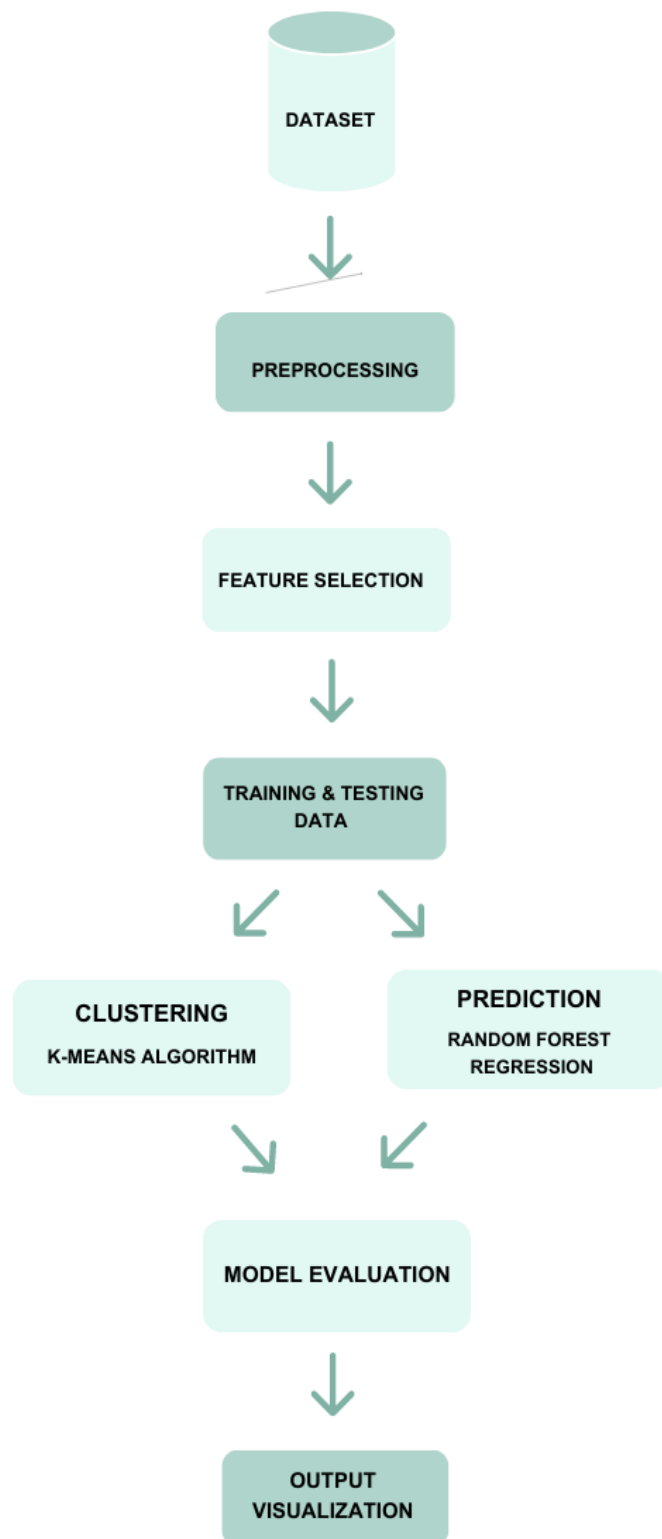 DATASET
PREPROCESSING
FEATURE SELECTION
TRAINING & TESTING
DATA
CLUSTERING
K-MEANS ALGORITHM
PREDICTION
RANDOM FOREST
REGRESSION
MODEL EVALUATION
OUTPUT
VISUALIZATION